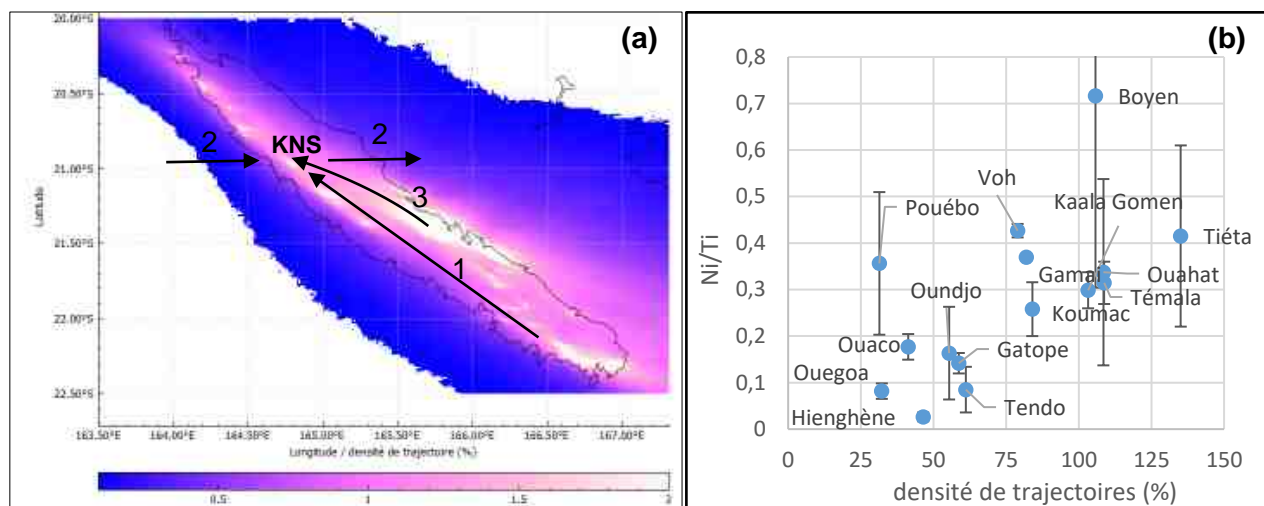 (a)
20.00°S
20.50°S
21.00°S
21.50°S
22.00°S
22.50°S
Latitude
2
KNS
2
3
1
163.50°E 164.00°E 164.50°E 165.00°E 165.50°E 166.00°E 166.50°E 167.00°E
Longitude / densité de trajectoire (%)
0.5 1 1.5 2
(b)
0,8
0,7
0,6
0,5
0,4
0,3
0,2
0,1
0
Ni/Ti
Boyen
Voh
Kaala Gomen
Pouébo
Tiéta
Gamai
Ouahat
Oundjo
Témala
Koumac
Ouaco
Gatope
Ouegoa
Tendo
Hienghène
0 25 50 75 100 125 150
densité de trajectoires (%)